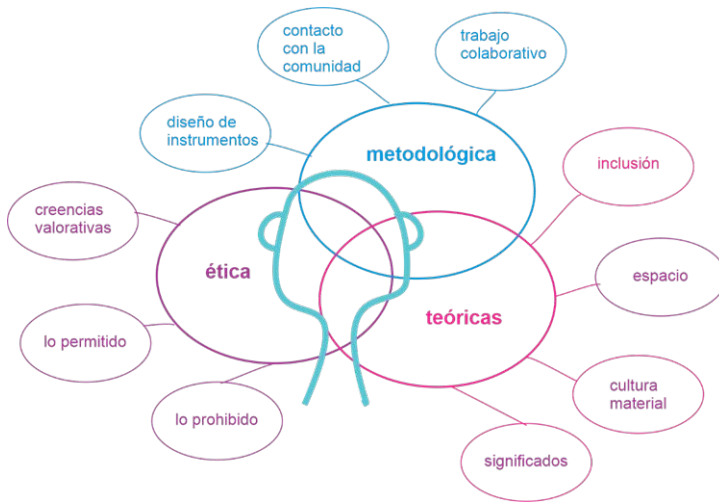 contacto
con la
comunidad
trabajo
colaborativo
diseño de
instrumentos
metodológica
inclusión
creencias
valorativas
ética
espacio
teóricas
lo permitido
cultura
material
lo prohibido
significados